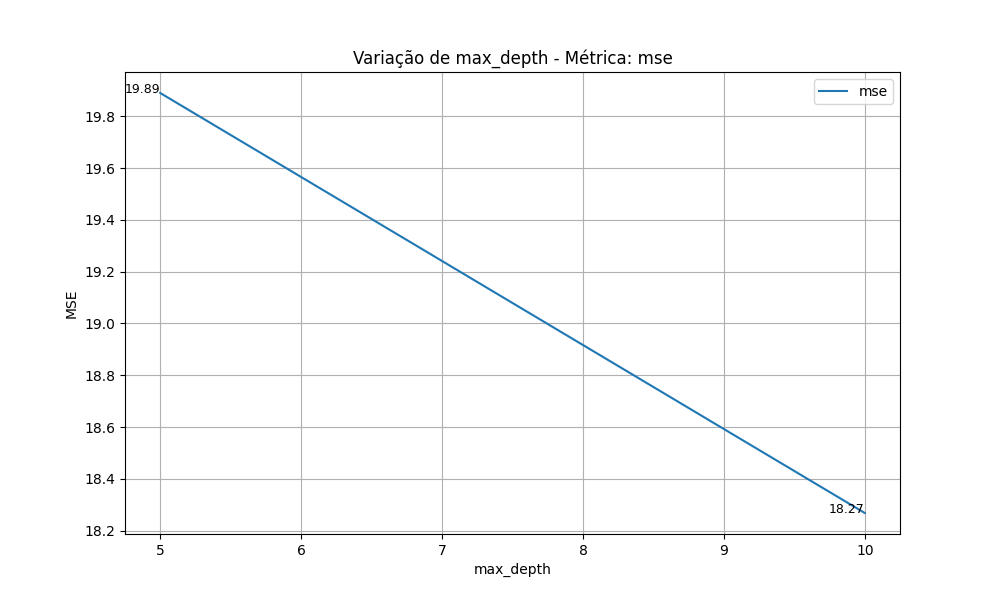 Variação de max_depth - Métrica: mse
19.89
mse
19.8
19.6
19.4
19.2
19.0
18.8
18.6
18.4
18.2
MSE
18.27
5 6 7 8 9 10
max_depth